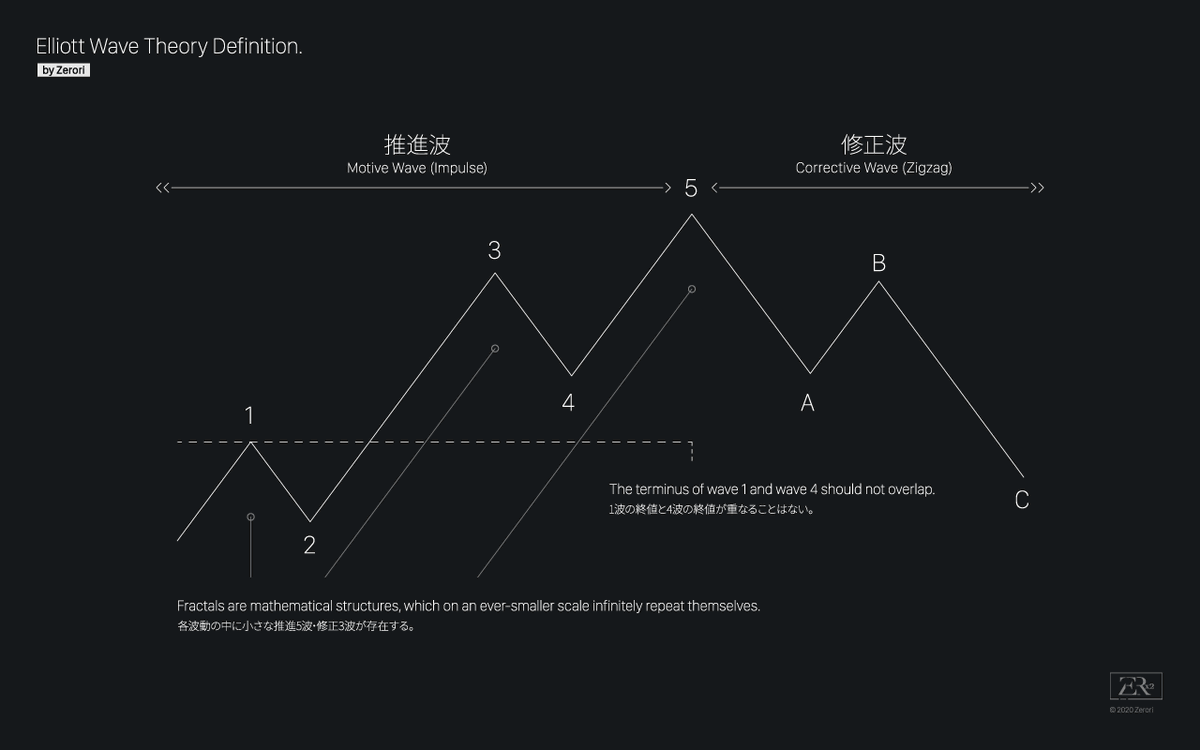 Elliott Wave Theory Definition.
by Zerori
推進波
Motive Wave (Impulse)
修正波
Corrective Wave (Zigzag)
5
3
B
1
4
A
2
C
The terminus of wave 1 and wave 4 should not overlap.
1波の終値と4波の終値が重なることはない。
Fractals are mathematical structures, which on an ever-smaller scale infinitely repeat themselves.
各波動の中に小さな推進5波・修正3波が存在する。
© 2020 Zerori